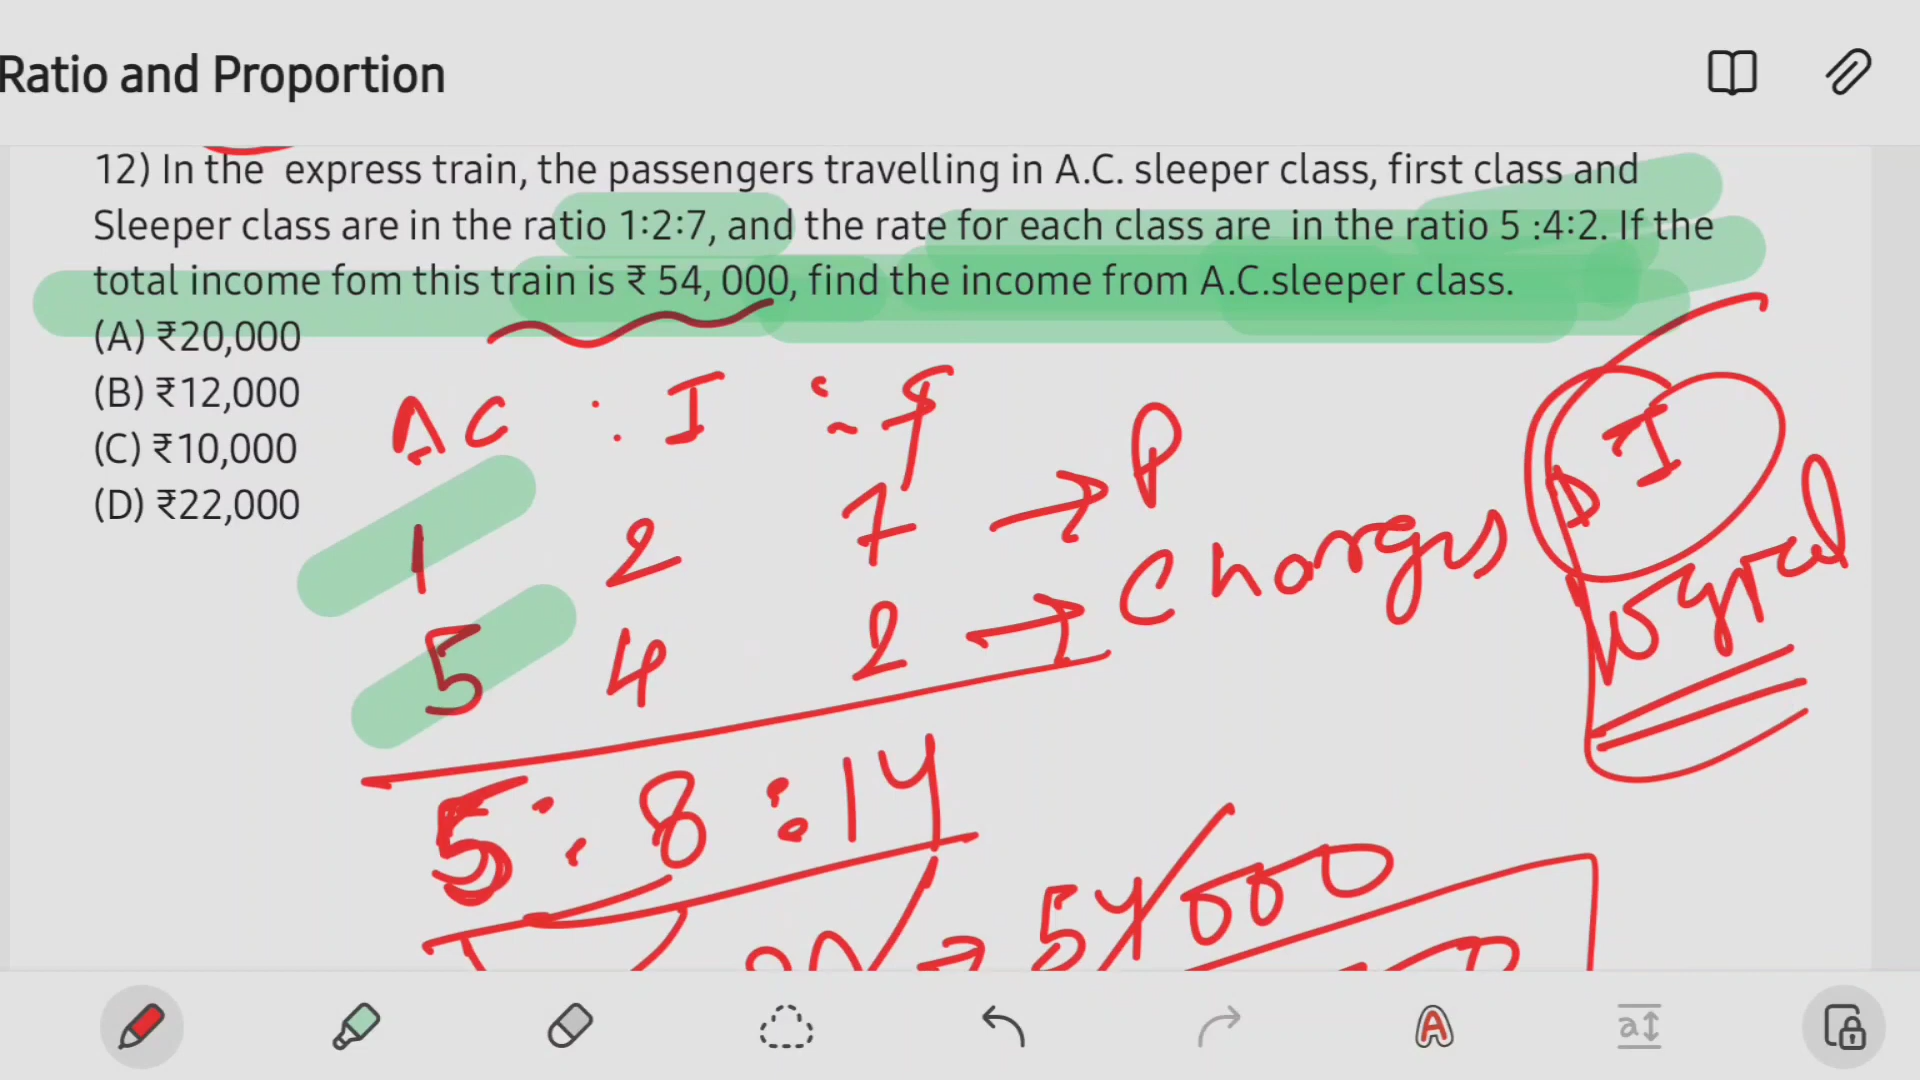 Ratio and Proportion
12) In the express train, the passengers travelling in A.C. sleeper class, first class and
Sleeper class are in the ratio 1:2:7, and the rate for each class are in the ratio 5 :4:2. If the
total income fom this train is ₹ 54, 000, find the income from A.C.sleeper class.
(A) ₹20,000
(B) ₹12,000
(C) ₹10,000
(D) ₹22,000
AC : I :
1 2 7 → P
5 4 2 → Charges
5 : 8 : 14
→ 54000
I